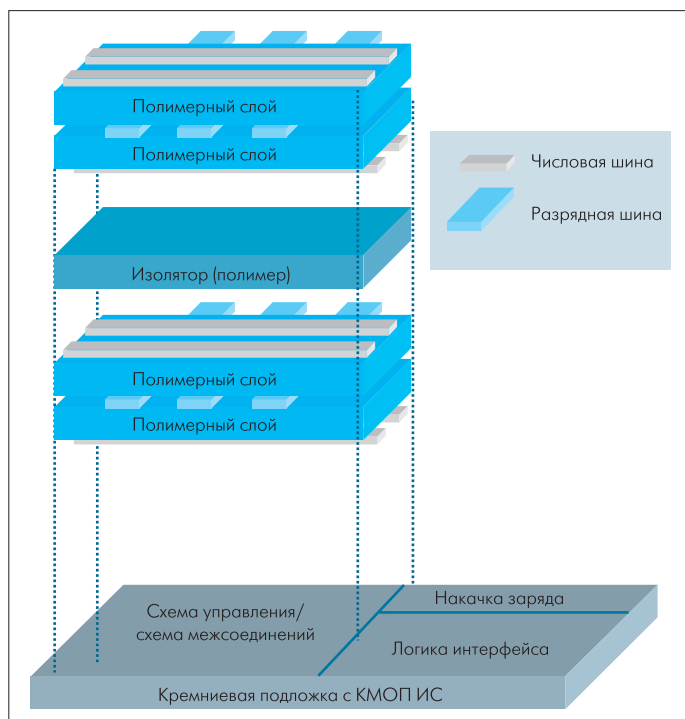 Полимерный слой
Полимерный слой
Числовая шина
Разрядная шина
Изолятор (полимер)
Полимерный слой
Полимерный слой
Схема управления/
схема межсоединений
Накачка заряда
Логика интерфейса
Кремниевая подложка с КМОП ИС